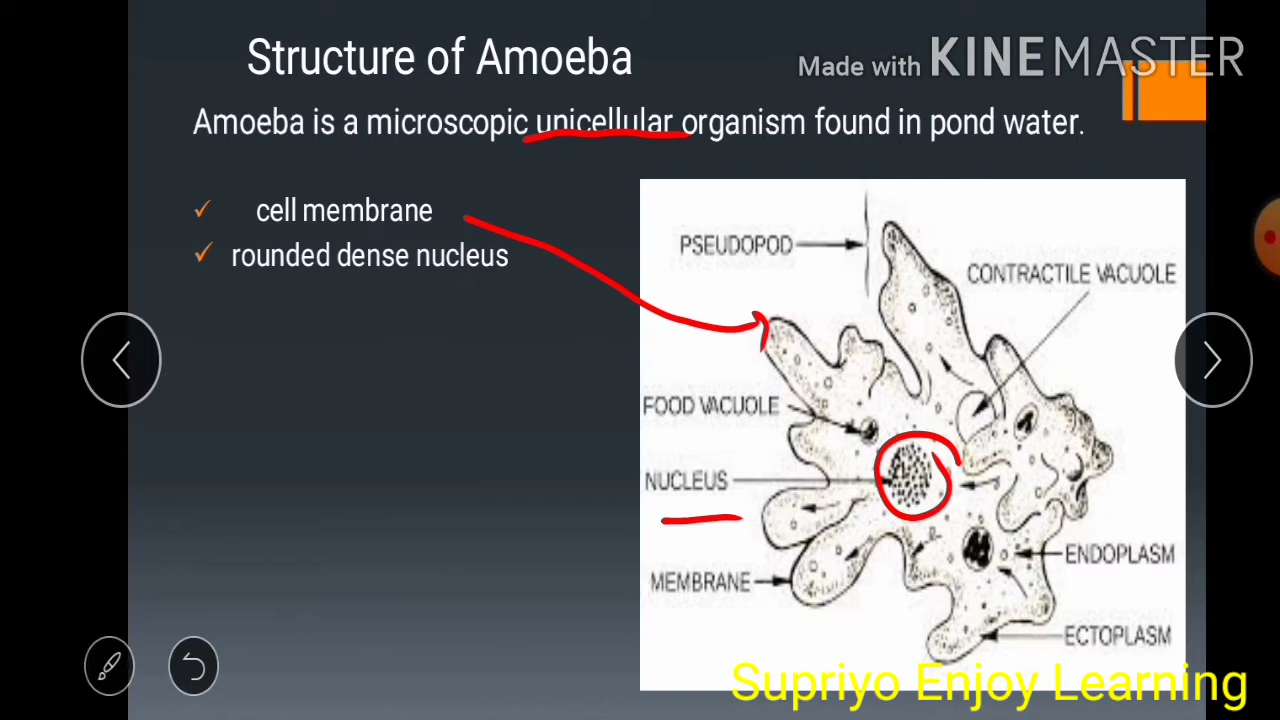 Structure of Amoeba
Made with KINEMASTER
Amoeba is a microscopic unicellular organism found in pond water.
✓ cell membrane
✓ rounded dense nucleus
PSEUDOPOD
CONTRACTILE VACUOLE
FOOD VACUOLE
NUCLEUS
MEMBRANE
ENDOPLASM
ECTOPLASM
Supriyo Enjoy Learning